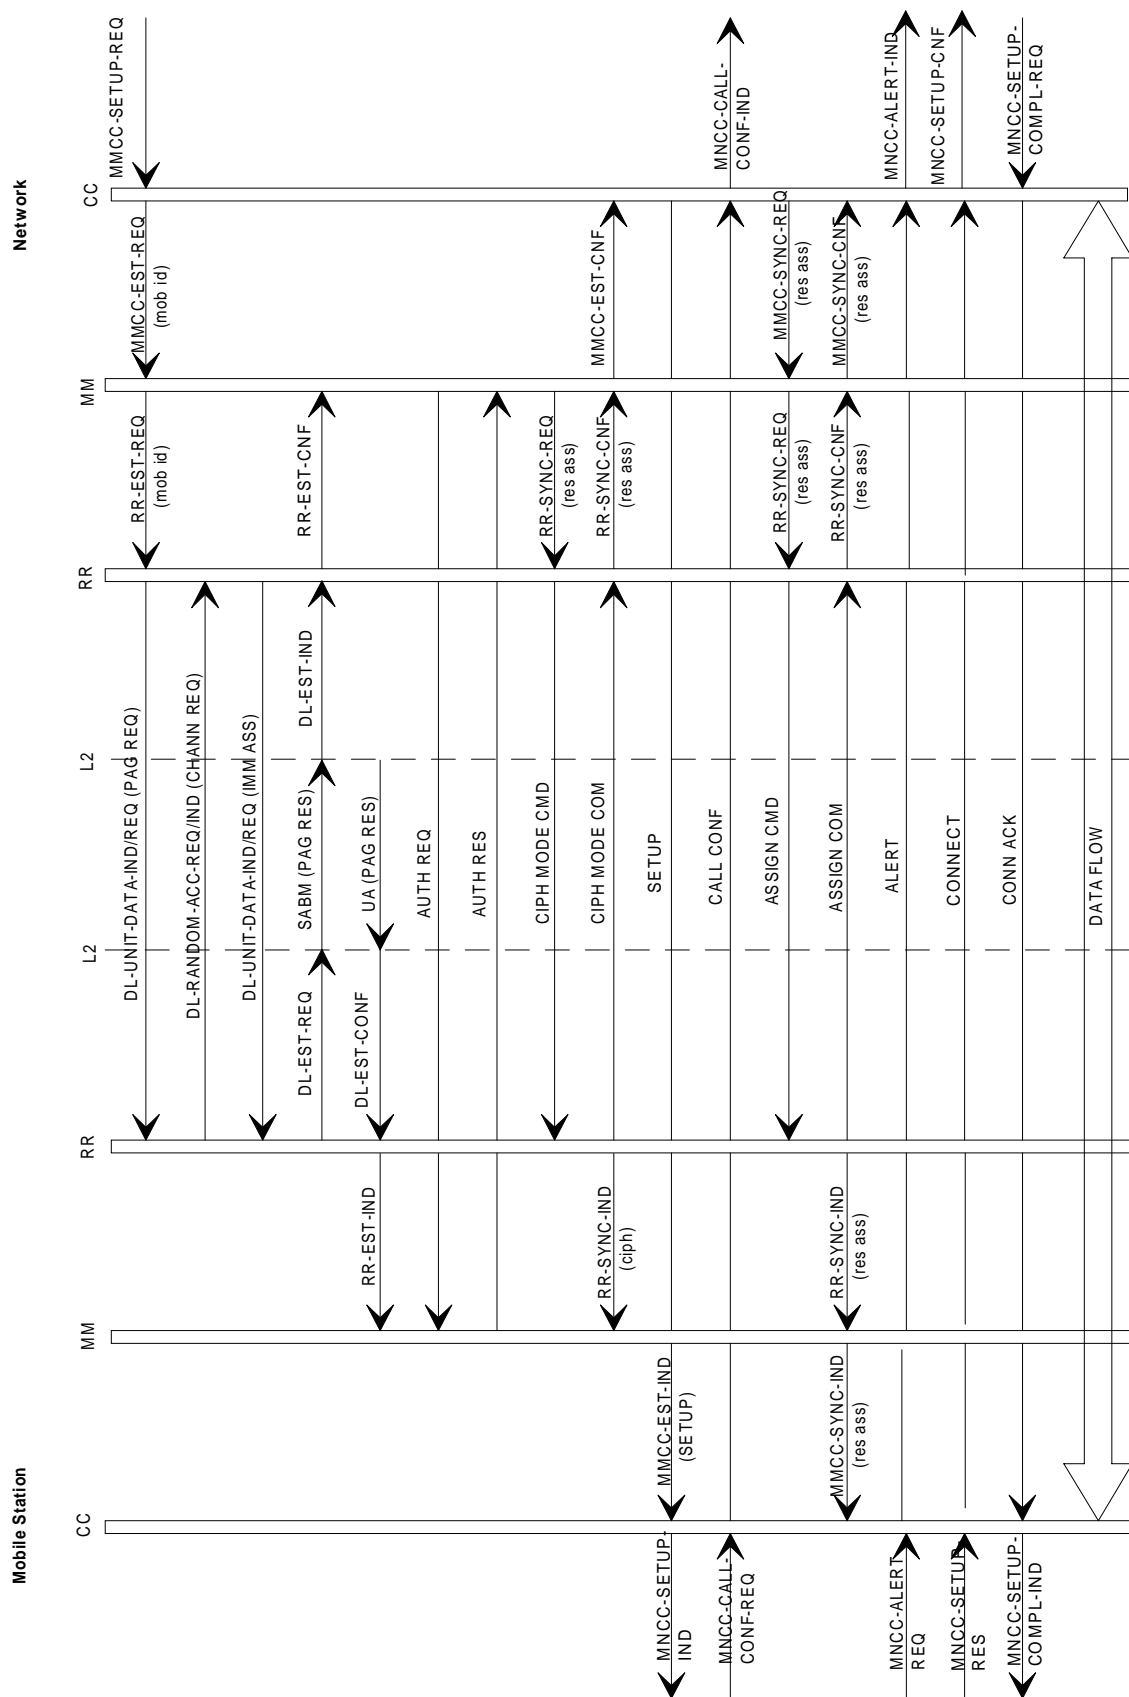 Mobile Station
Network
CC
MM
RR
L2
L2
RR
MM
CC
MMCC-SETUP-REQ
MMCC-EST-REQ
(mob id)
RR-EST-REQ
(mob id)
DL-UNIT-DATA-IND/REQ (PAG REQ)
DL-RANDOM-ACC-REQ/IND (CHANN REQ)
DL-UNIT-DATA-IND/REQ (IMM ASS)
DL-EST-REQ
SABM (PAG RES)
DL-EST-IND
RR-EST-CNF
RR-EST-IND
DL-EST-CONF
UA (PAG RES)
AUTH REQ
AUTH RES
CIPH MODE CMD
RR-SYNC-REQ
(res ass)
RR-SYNC-IND
(ciph)
CIPH MODE COM
RR-SYNC-CNF
(res ass)
MMCC-EST-CNF
MNCC-SETUP-
IND
MMCC-EST-IND
(SETUP)
SETUP
MNCC-CALL-
CONF-REQ
CALL CONF
MNCC-CALL-
CONF-IND
ASSIGN CMD
RR-SYNC-REQ
(res ass)
MMCC-SYNC-REQ
(res ass)
MMCC-SYNC-IND
(res ass)
RR-SYNC-IND
(res ass)
ASSIGN COM
RR-SYNC-CNF
(res ass)
MMCC-SYNC-CNF
(res ass)
MNCC-ALERT
REQ
ALERT
MNCC-ALERT-IND
MNCC-SETUP
RES
CONNECT
MNCC-SETUP-CNF
MNCC-SETUP-
COMPL-IND
CONN ACK
MNCC-SETUP-
COMPL-REQ
DATA FLOW